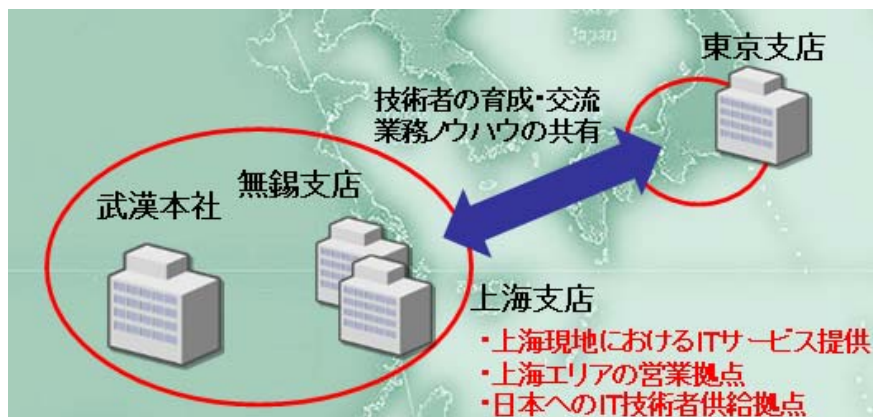 Japan
東京支店
技術者の育成・交流
業務ノウハウの共有
無錫支店
武漢本社
上海支店
・上海現地におけるITサービス提供
・上海エリアの営業拠点
・日本へのIT技術者供給拠点